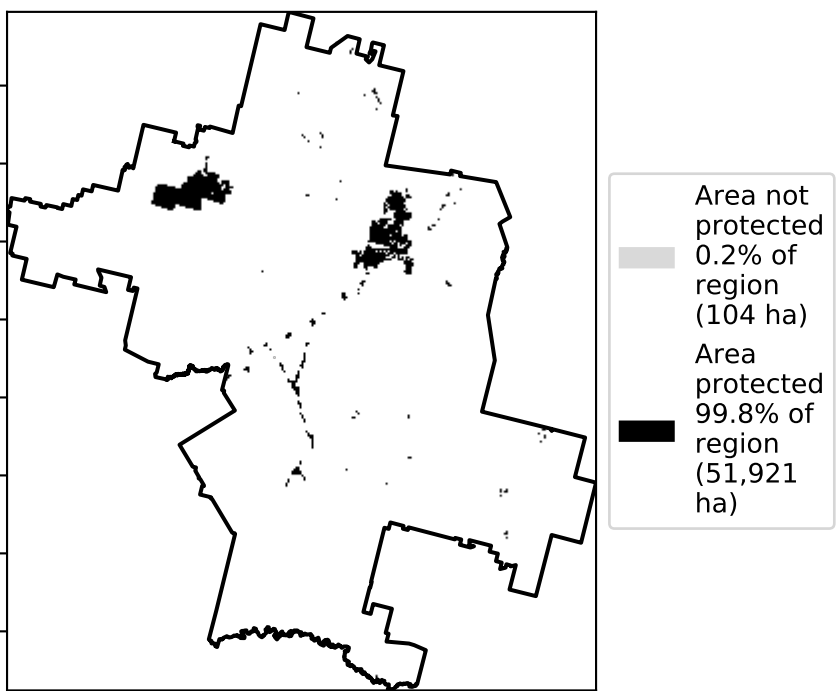 Area not
protected
0.2% of
region
(104 ha)
Area
protected
99.8% of
region
(51,921
ha)